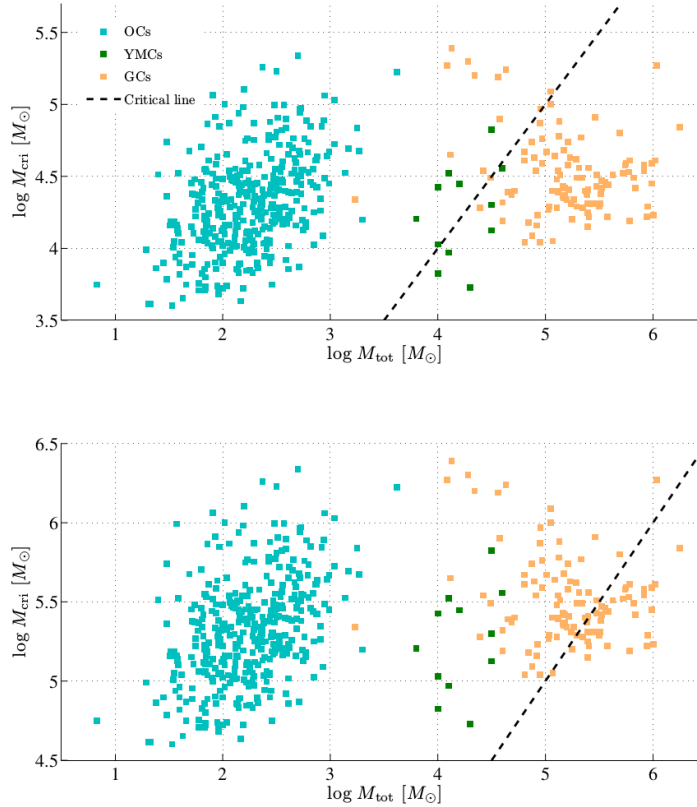 5.5
5
4.5
4
3.5
log M_cri [M_⊙]
OCs
YMCs
GCs
Critical line
1 2 3 4 5 6
log M_tot [M_⊙]
6.5
6
5.5
5
4.5
log M_cri [M_⊙]
1 2 3 4 5 6
log M_tot [M_⊙]